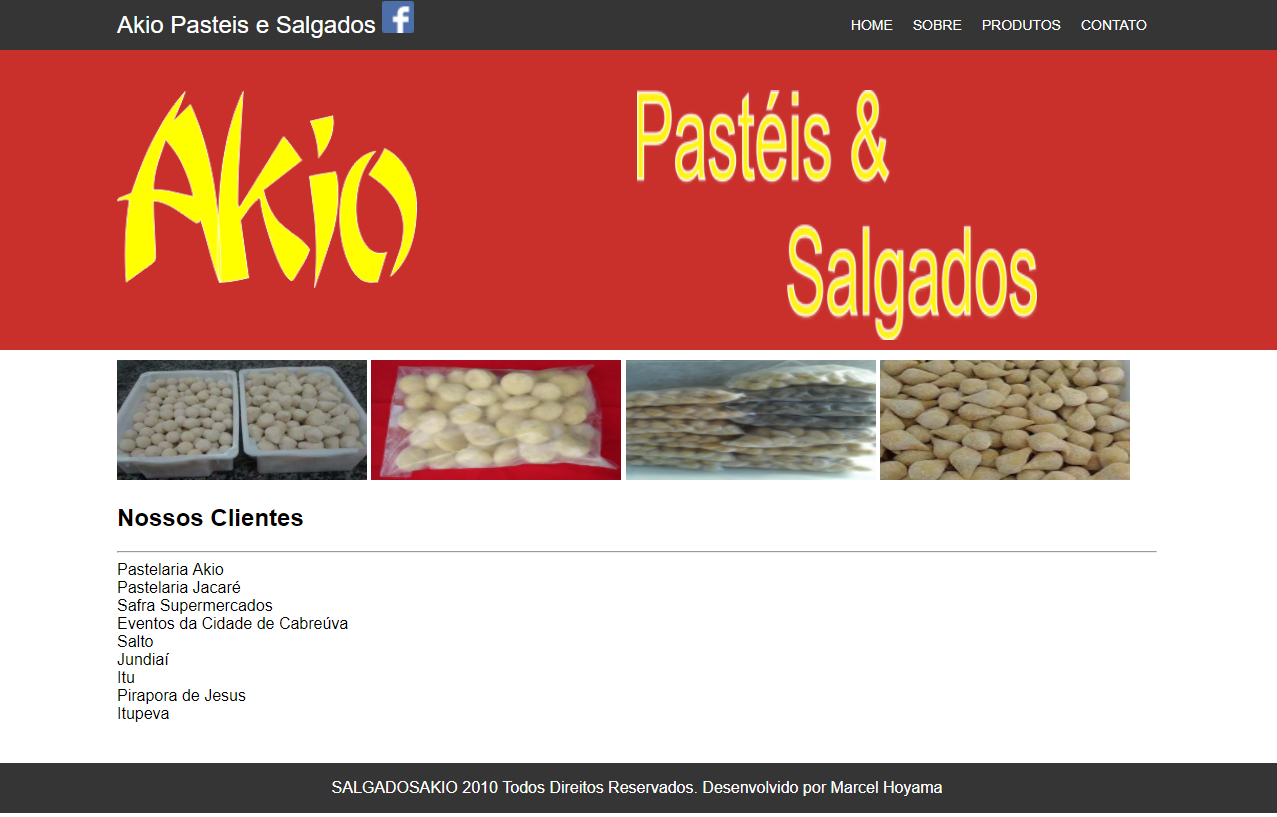 Akio Pasteis e Salgados
HOME SOBRE PRODUTOS CONTATO
Akio
Pastéis &
Salgados
Nossos Clientes
Pastelaria Akio
Pastelaria Jacaré
Safra Supermercados
Eventos da Cidade de Cabreúva
Salto
Jundiaí
Itu
Pirapora de Jesus
Itupeva
SALGADOSAKIO 2010 Todos Direitos Reservados. Desenvolvido por Marcel Hoyama